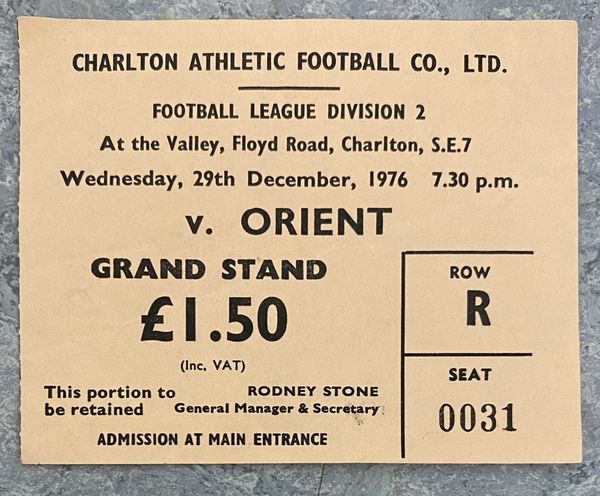 CHARLTON ATHLETIC FOOTBALL CO., LTD.
FOOTBALL LEAGUE DIVISION 2
At the Valley, Floyd Road, Charlton, S.E.7
Wednesday, 29th December, 1976 7.30 p.m.
v. ORIENT
GRAND STAND
£1.50
(Inc. VAT)
This portion to
be retained
RODNEY STONE
General Manager & Secretary
ADMISSION AT MAIN ENTRANCE
ROW
R
SEAT
0031